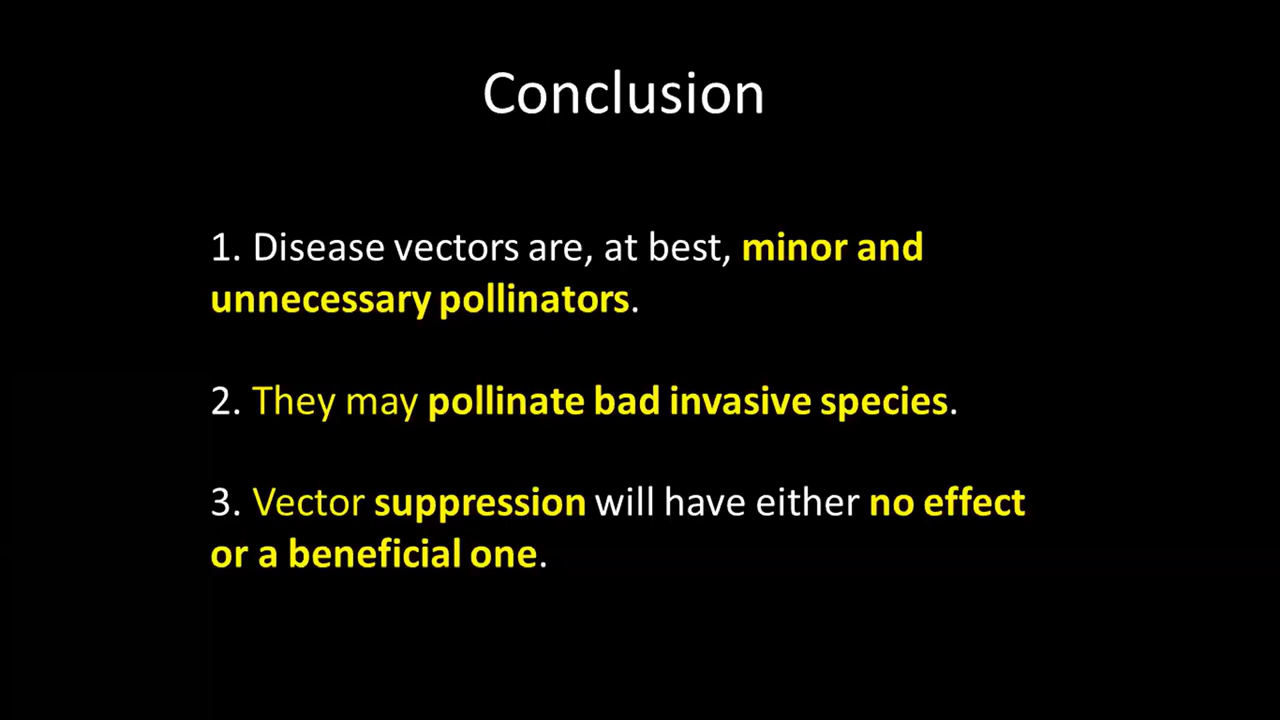 Conclusion
1. Disease vectors are, at best, minor and
unnecessary pollinators.
2. They may pollinate bad invasive species.
3. Vector suppression will have either no effect
or a beneficial one.